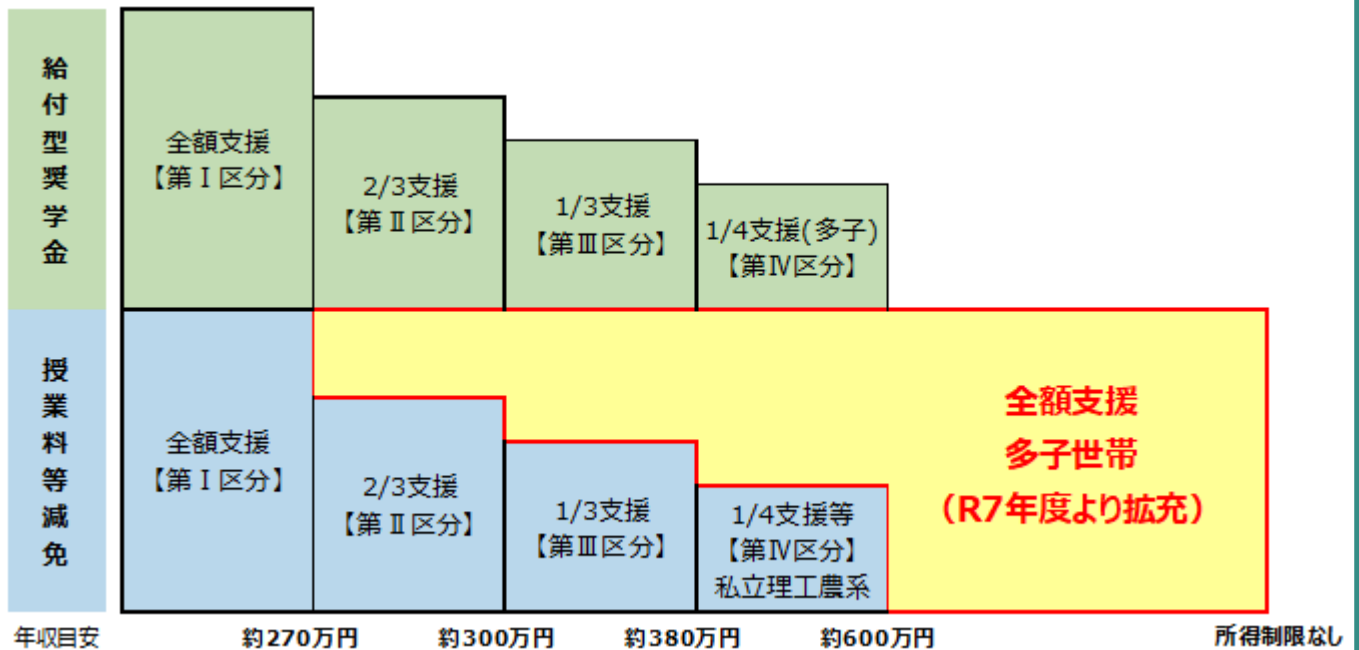 給付型奨学金
全額支援
【第Ⅰ区分】
2/3支援
【第Ⅱ区分】
1/3支援
【第Ⅲ区分】
1/4支援(多子)
【第Ⅳ区分】
授業料等減免
全額支援
【第Ⅰ区分】
2/3支援
【第Ⅱ区分】
1/3支援
【第Ⅲ区分】
1/4支援等
【第Ⅳ区分】
私立理工農系
全額支援
多子世帯
（R7年度より拡充）
年収目安 約270万円 約300万円 約380万円 約600万円 所得制限なし